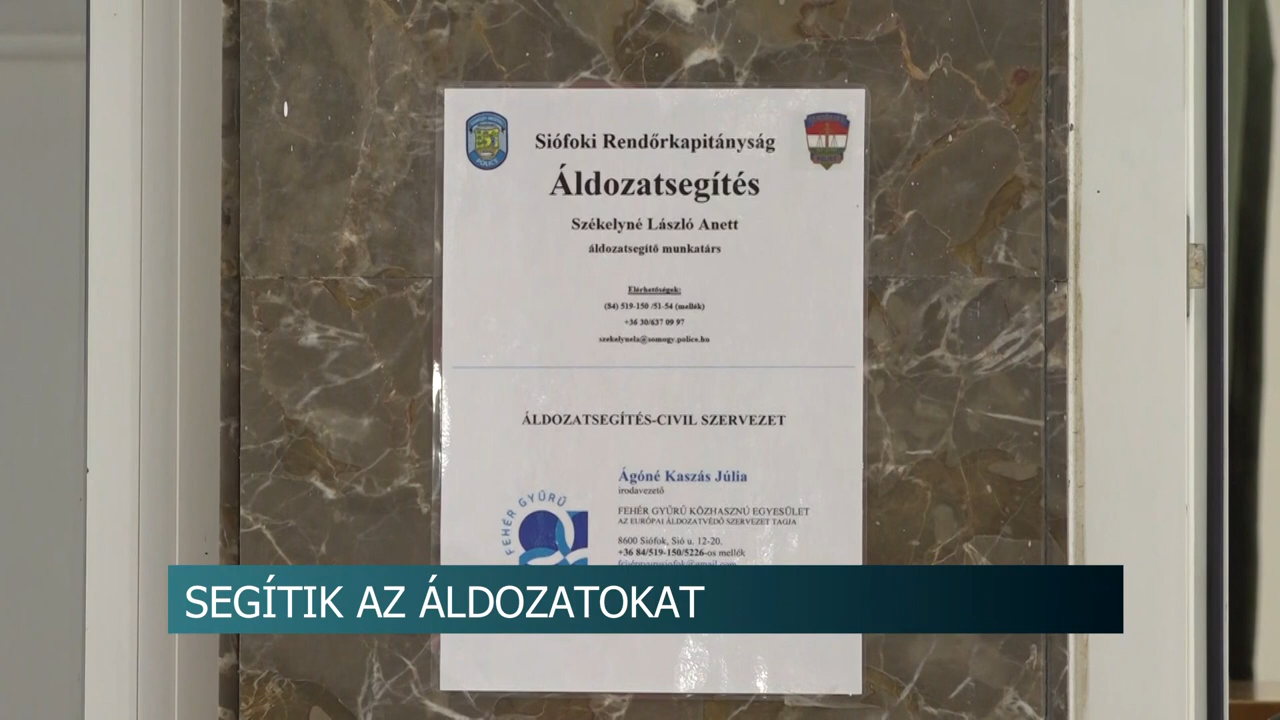 Siófoki Rendőrkapitányság
Áldozatsegítés
Székelyné László Anett
áldozatsegítő munkatárs
Elérhetőségek:
(84) 519-150 /51-54 (mellék)
+36 30/637 09 97
szekelynela@somogy.police.hu
ÁLDOZATSEGÍTÉS-CIVIL SZERVEZET
Ágóné Kaszás Júlia
irodavezető
FEHÉR GYŰRŰ
FEHÉR GYŰRŰ KÖZHASZNÚ EGYESÜLET
AZ EURÓPAI ÁLDOZATVÉDŐ SZERVEZET TAGJA
8600 Siófok, Sió u. 12-20.
+36 84/519-150/5226-os mellék
SEGÍTIK AZ ÁLDOZATOKAT